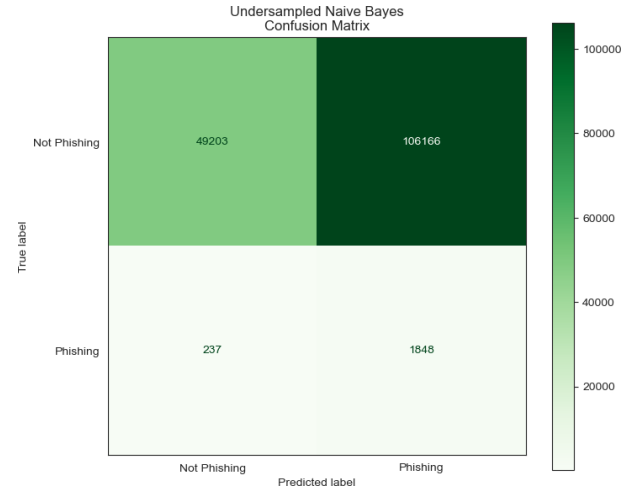 Undersampled Naive Bayes
Confusion Matrix
100000
Not Phishing
49203
106166
80000
60000
True label
40000
Phishing
237
1848
20000
Not Phishing
Phishing
Predicted label